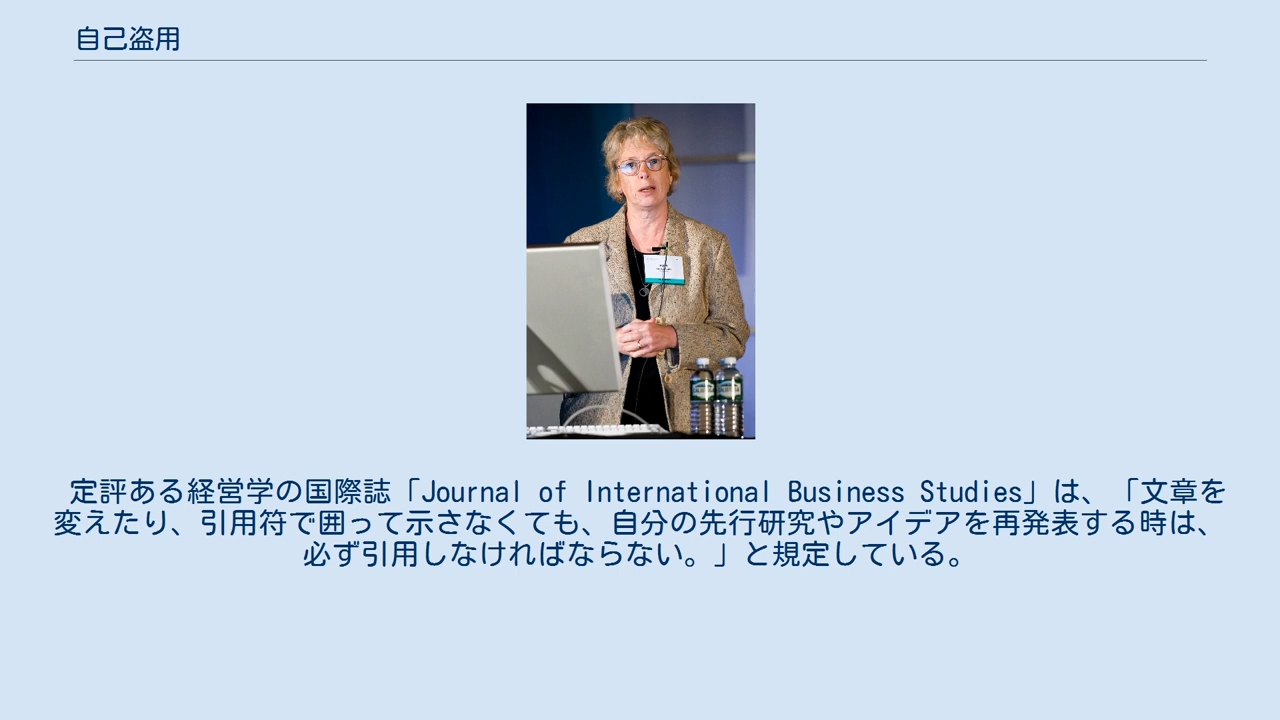 自己盗用
定評ある経営学の国際誌「Journal of International Business Studies」は、「文章を
変えたり、引用符で囲って示さなくても、自分の先行研究やアイデアを再発表する時は、
必ず引用しなければならない。」と規定している。